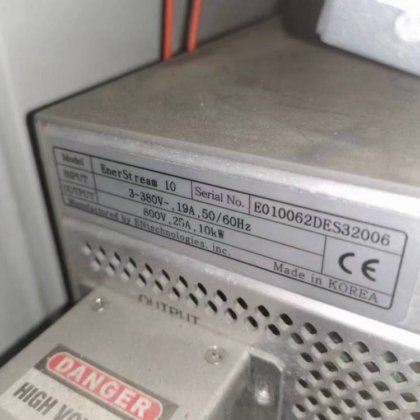 Model EnerStream 10 Serial No. E010062DES32006
INPUT 3~380V~,19A,50/60Hz
OUTPUT 800V,25A,10kW
Manufactured by ENtechnologies, inc.
CE
Made in KOREA
OUTPUT
DANGER
HIGH VO